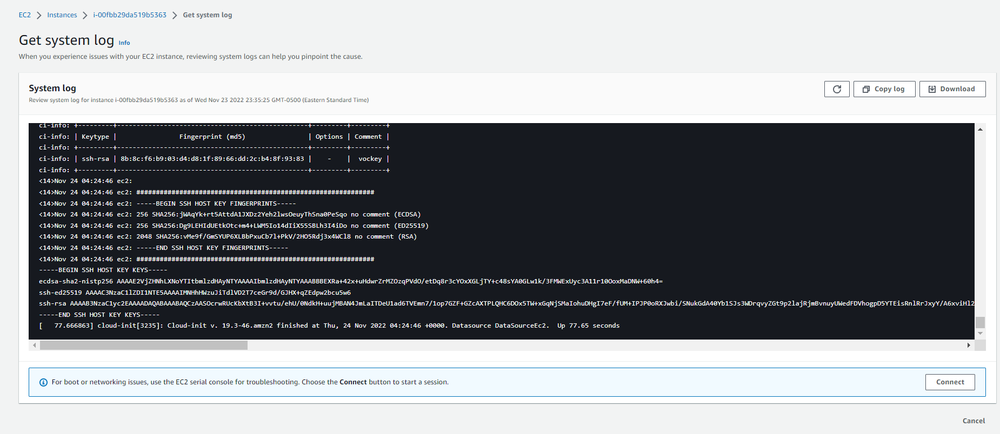 EC2 > Instances > i-00fbb29da519b5363 > Get system log
Get system log Info
When you experience issues with your EC2 instance, reviewing system logs can help you pinpoint the cause.
System log
Copy log
Download
Review system log for instance i-00fbb29da519b5363 as of Wed Nov 23 2022 23:35:25 GMT-0500 (Eastern Standard Time)
ci-info: +---------+-------------------------------------------------+---------+---------+
ci-info: | Keytype |                Fingerprint (md5)                | Options | Comment |
ci-info: +---------+-------------------------------------------------+---------+---------+
ci-info: | ssh-rsa | 8b:8c:f6:b9:03:d4:d8:1f:89:66:dd:2c:b4:8f:93:83 |    -    |  vockey |
ci-info: +---------+-------------------------------------------------+---------+---------+
<14>Nov 24 04:24:46 ec2:
<14>Nov 24 04:24:46 ec2: #############################################################
<14>Nov 24 04:24:46 ec2: -----BEGIN SSH HOST KEY FINGERPRINTS-----
<14>Nov 24 04:24:46 ec2: 256 SHA256:jWAqYk+rt5AttdA1JXDz2Yeh2lwsOeuyThSna0PeSqo no comment (ECDSA)
<14>Nov 24 04:24:46 ec2: 256 SHA256:Dg9LEHIdUEtkOtc+m4+LWM5Io14dIiX55SBLh3I4iDo no comment (ED25519)
<14>Nov 24 04:24:46 ec2: 2048 SHA256:vMe9f/GmSYUP6XLBbPxuCb7l+PkV/2HO5Rdj3x4WCl8 no comment (RSA)
<14>Nov 24 04:24:46 ec2: -----END SSH HOST KEY FINGERPRINTS-----
<14>Nov 24 04:24:46 ec2: #############################################################
-----BEGIN SSH HOST KEY KEYS-----
ecdsa-sha2-nistp256 AAAAE2VjZHNhLXNoYTItbmlzdHAyNTYAAAAIbmlzdHAyNTYAAABBBEXRa+42x+uHdwrZrMZOzqPVdO/etDq8r3cYOxXGLjTY+c48sYA0GLw1k/3FMWExUyc3A11r10OoxMaDNW+60h4=
ssh-ed25519 AAAAC3NzaC1lZDI1NTE5AAAAIMNHhHWzuJiTdlVD2T7ceGr9d/GJHX+qZEdpw2bcu5w6
ssh-rsa AAAAB3NzaC1yc2EAAAADAQABAAABAQCzAASOcrwRUcKbXtB3I+vvtu/ehU/0NdkH+uujMBAN4JmLaITDeU1ad6TVEmn7/1op7GZF+GZcAXTPLQHC6DOx5TW+xGqNjSMaIohuDHgI7eF/fUM+IPJP0oRXJwbi/SNukGdA40Yb1SJs3WDrqvyZGt9p2lajRjmBvnuyUWedFDVhogpD5YTEisRnlRrJxyY/A6xviHl2
-----END SSH HOST KEY KEYS-----
[   77.666863] cloud-init[3235]: Cloud-init v. 19.3-46.amzn2 finished at Thu, 24 Nov 2022 04:24:46 +0000. Datasource DataSourceEc2.  Up 77.65 seconds
For boot or networking issues, use the EC2 serial console for troubleshooting. Choose the Connect button to start a session.
Connect
Cancel